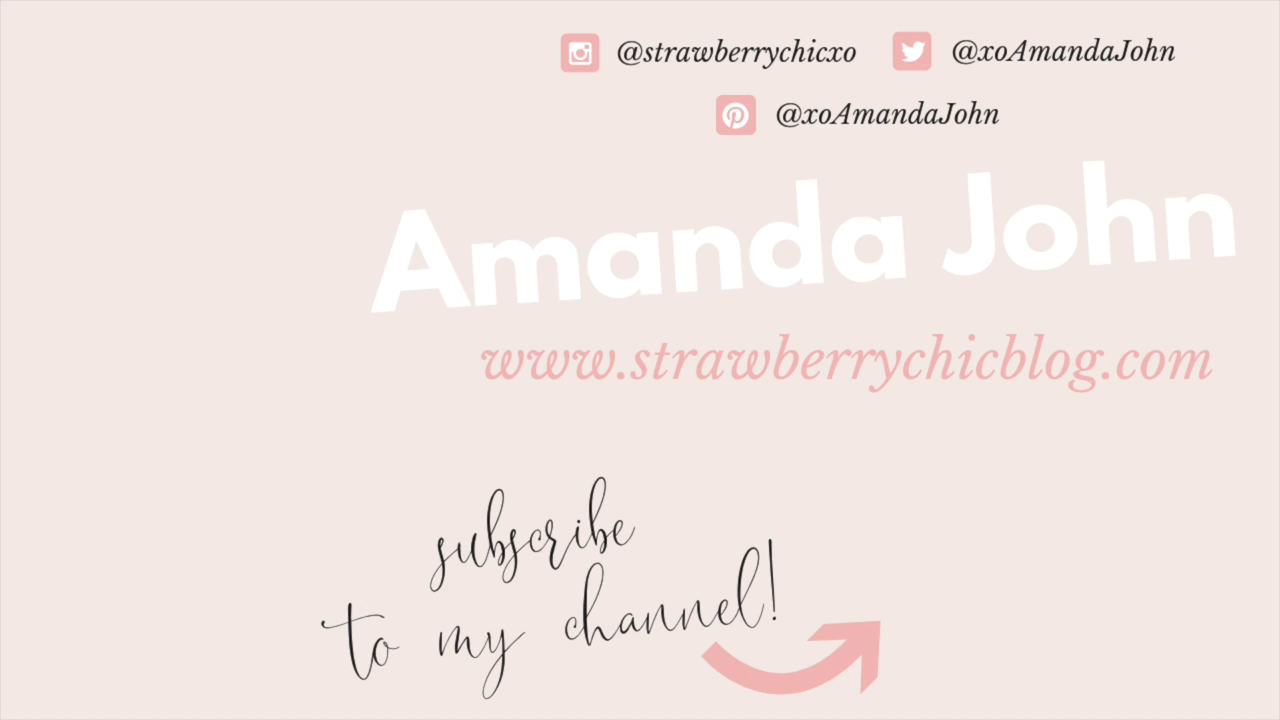 @strawberrychicxo @xoAmandaJohn
@xoAmandaJohn
Amanda John
www.strawberrychicblog.com
subscribe
to my channel!